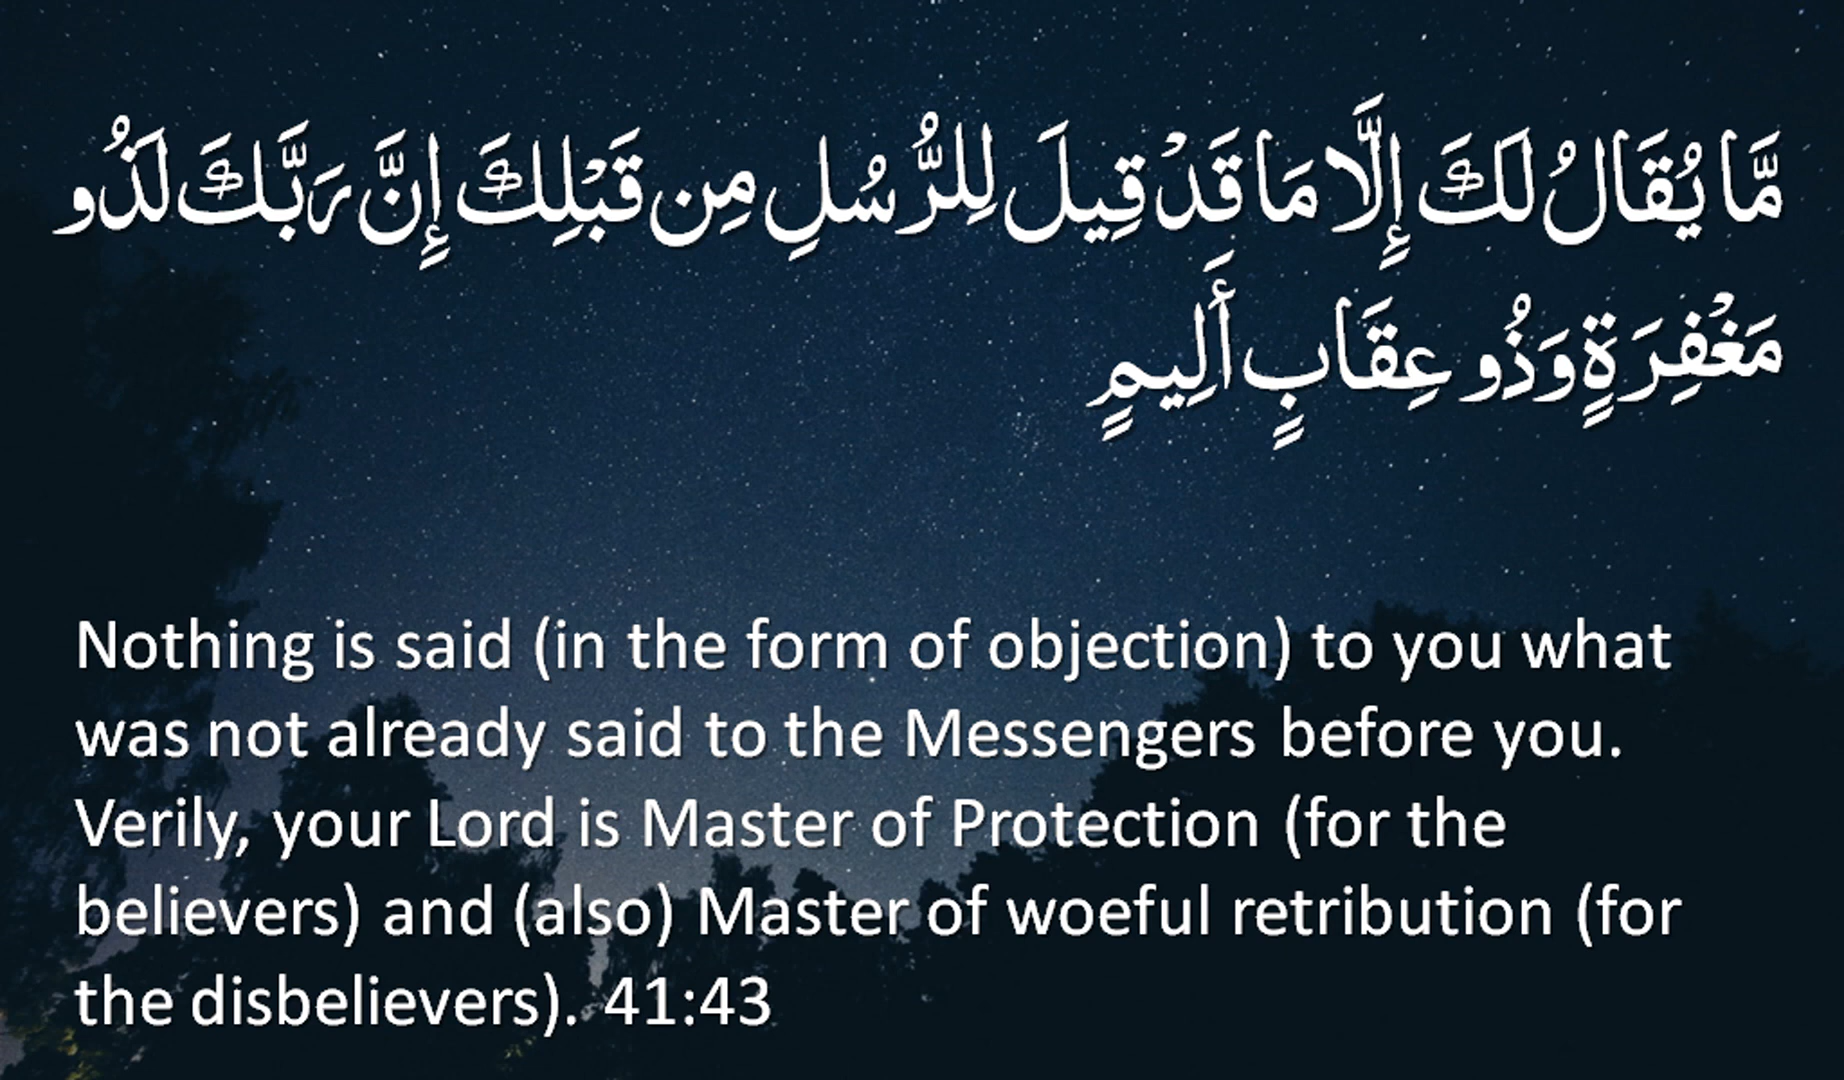 مَّا يُقَالُ لَكَ إِلَّا مَا قَدْ قِيلَ لِلرُّسُلِ مِن قَبْلِكَ إِنَّ رَبَّكَ لَذُو
مَغْفِرَةٍ وَذُو عِقَابٍ أَلِيمٍ
Nothing is said (in the form of objection) to you what
was not already said to the Messengers before you.
Verily, your Lord is Master of Protection (for the
believers) and (also) Master of woeful retribution (for
the disbelievers). 41:43